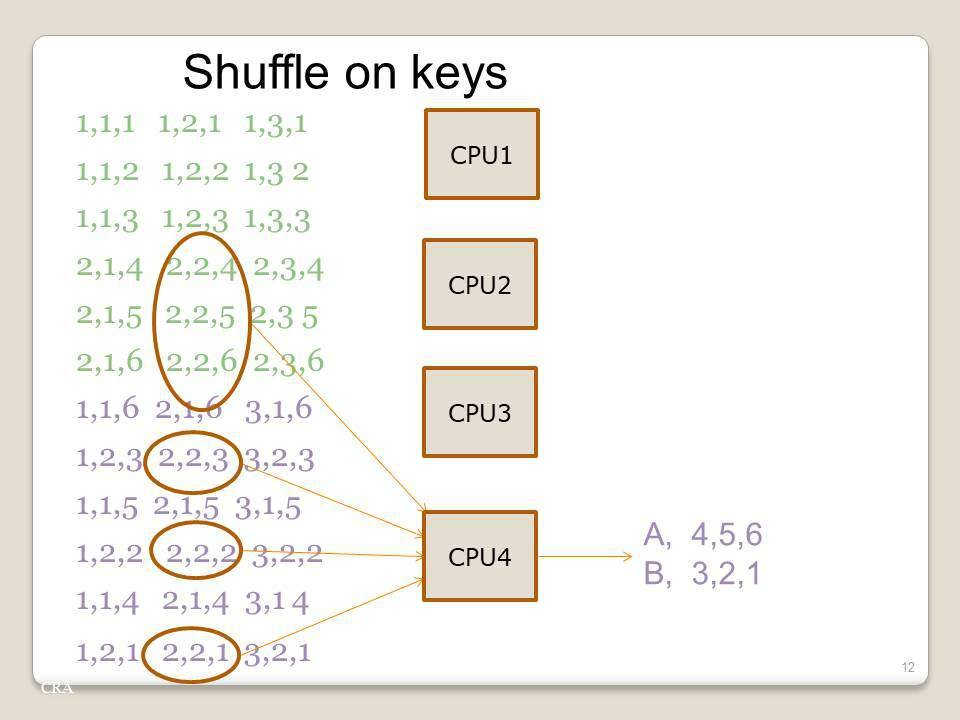 Shuffle on keys
1,1,1 1,2,1 1,3,1
1,1,2 1,2,2 1,3 2
1,1,3 1,2,3 1,3,3
2,1,4 2,2,4 2,3,4
2,1,5 2,2,5 2,3 5
2,1,6 2,2,6 2,3,6
1,1,6 2,1,6 3,1,6
1,2,3 2,2,3 3,2,3
1,1,5 2,1,5 3,1,5
1,2,2 2,2,2 3,2,2
1,1,4 2,1,4 3,1 4
1,2,1 2,2,1 3,2,1
CPU1
CPU2
CPU3
CPU4
A, 4,5,6
B, 3,2,1
12
CRA